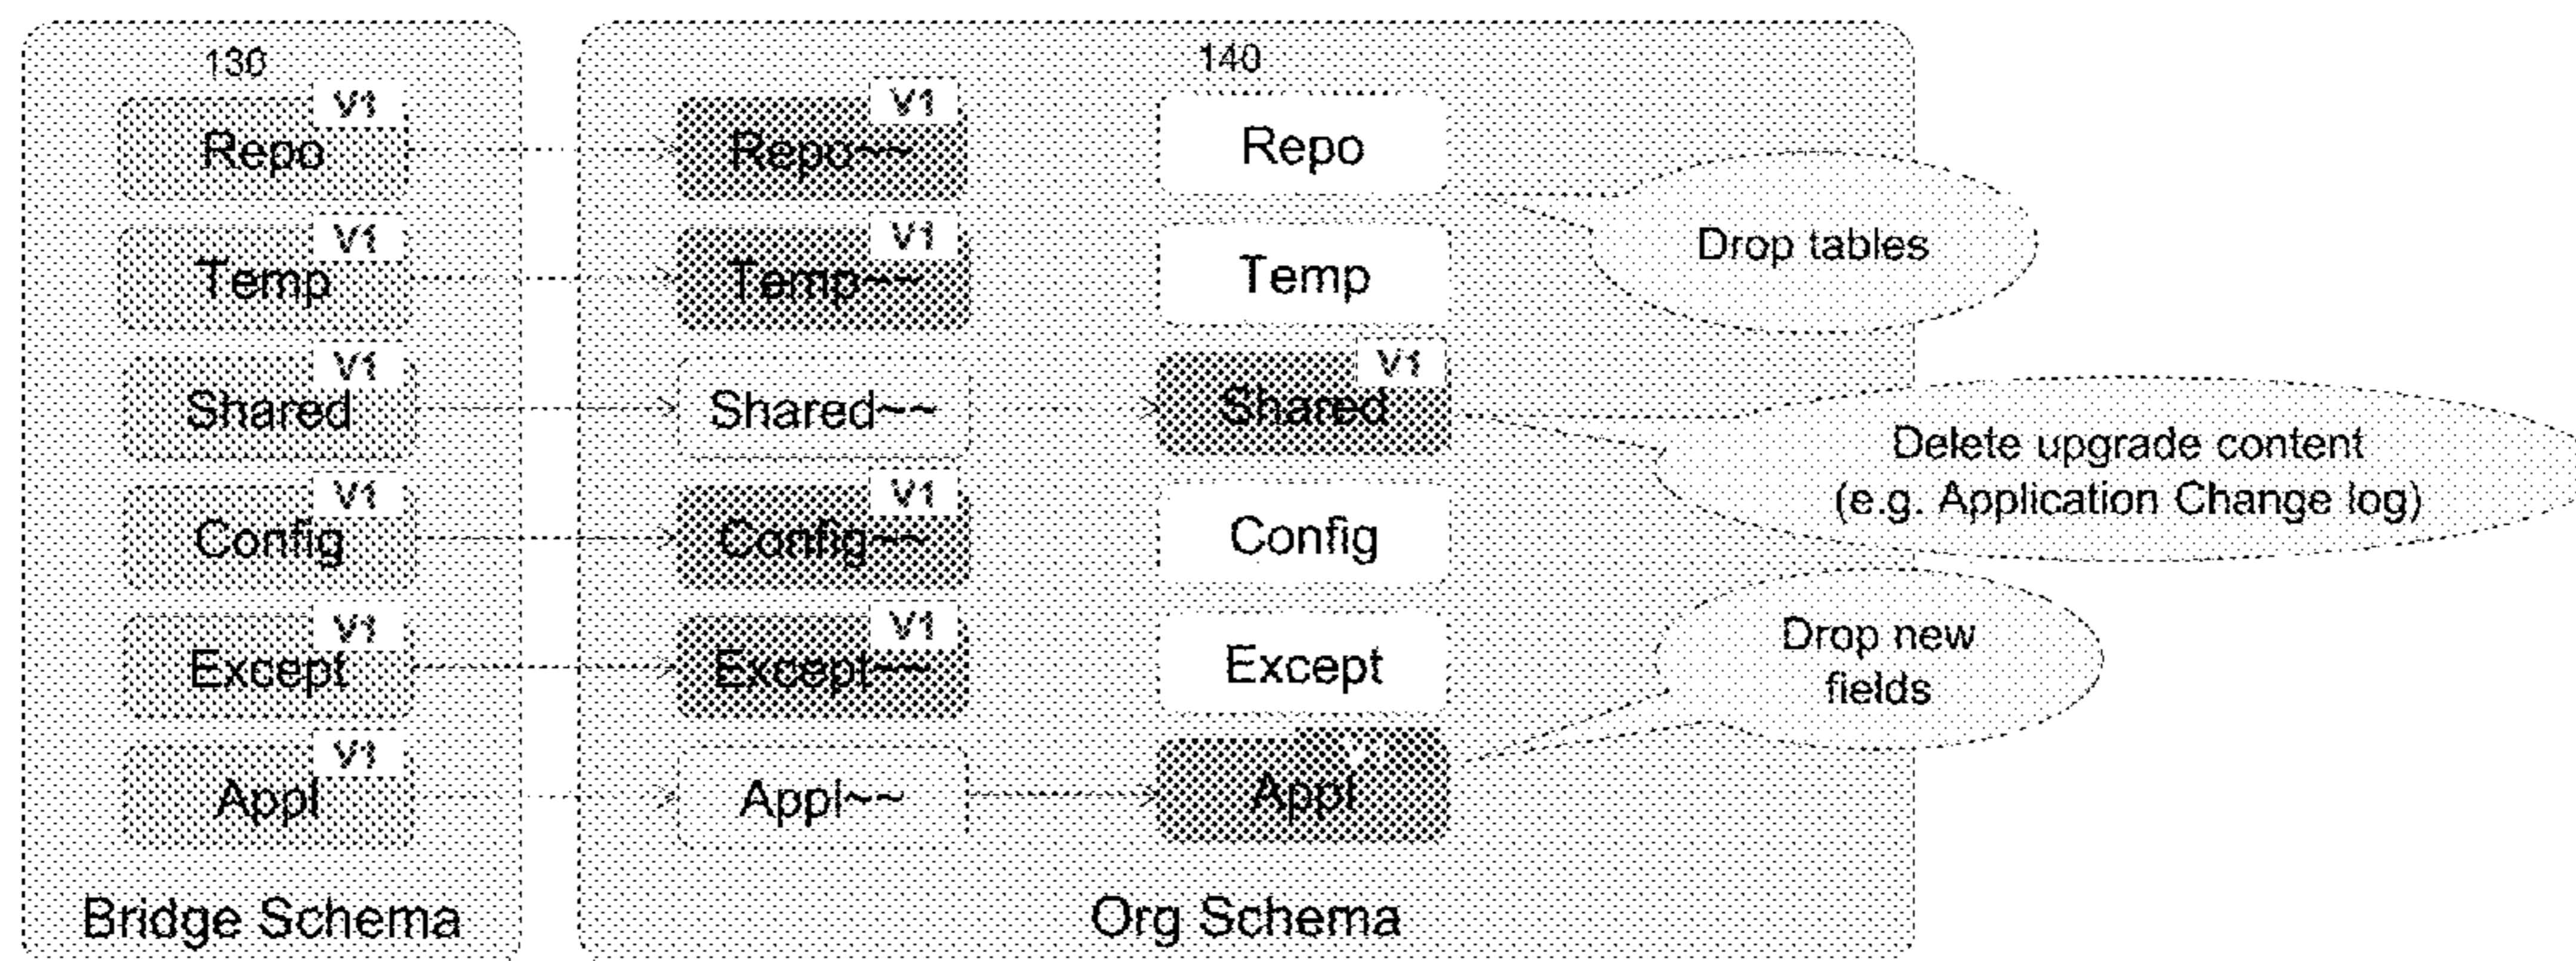 130
V1
Repo
V1
Temp
V1
Shared
V1
Config
V1
Except
V1
Appl
Bridge Schema
140
V1
Repo~~
V1
Temp~~
Shared~~
V1
Config~~
V1
Except~~
Appl~~
Repo
Temp
V1
Shared
Config
Except
Appl
Org Schema
Drop tables
Delete upgrade content
(e.g. Application Change log)
Drop new
fields